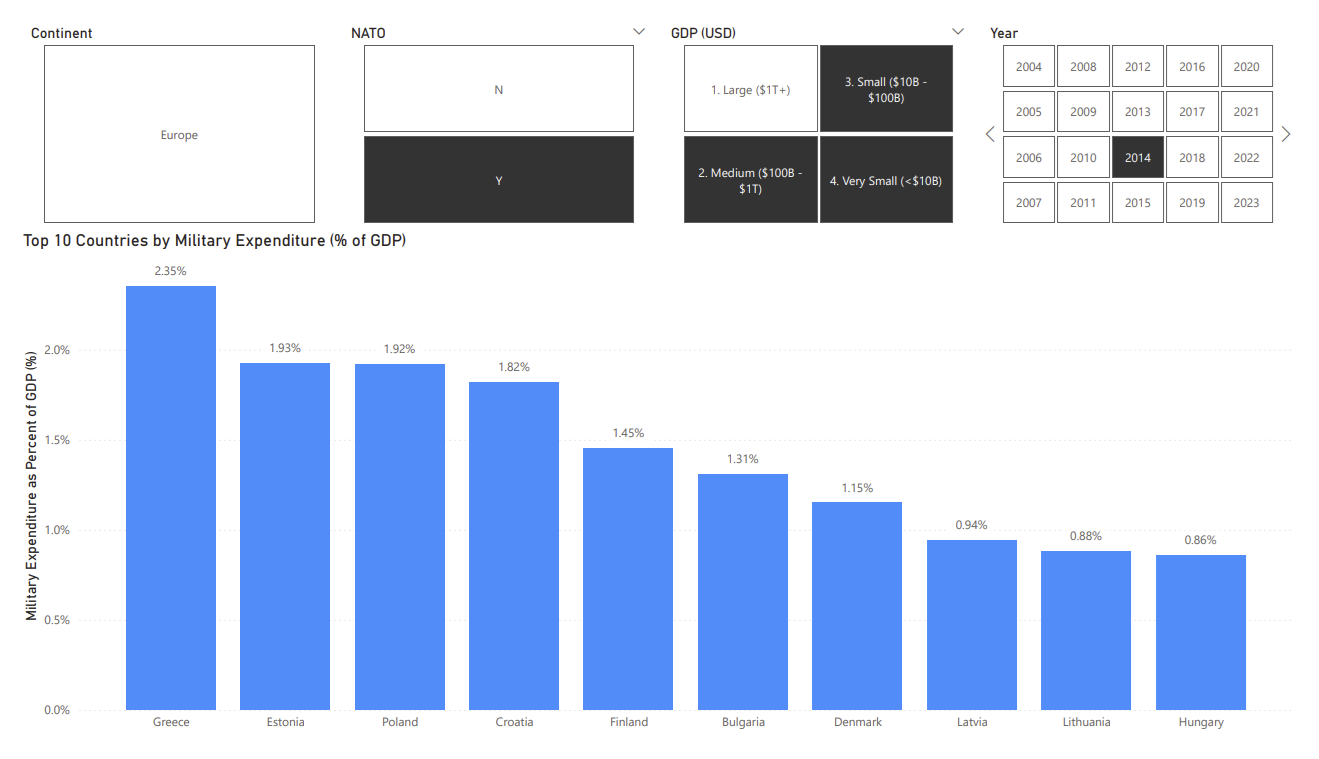 Continent
NATO
GDP (USD)
Year
Europe
N
Y
1. Large ($1T+)
3. Small ($10B -
$100B)
2. Medium ($100B -
$1T)
4. Very Small (<$10B)
2004
2008
2012
2016
2020
2005
2009
2013
2017
2021
2006
2010
2014
2018
2022
2007
2011
2015
2019
2023
Top 10 Countries by Military Expenditure (% of GDP)
Military Expenditure as Percent of GDP (%)
2.0%
1.5%
1.0%
0.5%
0.0%
2.35%
1.93%
1.92%
1.82%
1.45%
1.31%
1.15%
0.94%
0.88%
0.86%
Greece
Estonia
Poland
Croatia
Finland
Bulgaria
Denmark
Latvia
Lithuania
Hungary